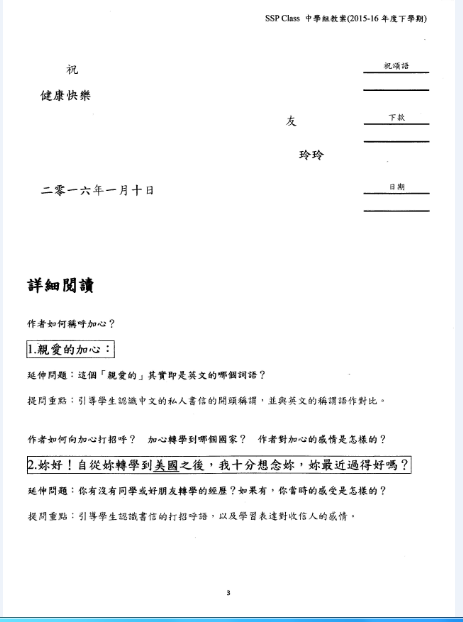 SSP Class 中學組教案(2015-16 年度下學期)
祝
祝頌語
健康快樂
友
下款
玲玲
二零一六年一月十日
日期
詳細閱讀
作者如何稱呼加心？
1.親愛的加心：
延伸問題：這個「親愛的」其實即是英文的哪個詞語？
提問重點：引導學生認識中文的私人書信的開頭稱謂，並與英文的稱謂語作對比。
作者如何向加心打招呼？ 加心轉學到哪個國家？ 作者對加心的感情是怎樣的？
2.妳好！自從妳轉學到美國之後，我十分想念妳，妳最近過得好嗎？
延伸問題：你有沒有同學或好朋友轉學的經歷？如果有，你當時的感受是怎樣的？
提問重點：引導學生認識書信的打招呼語，以及學習表達對收信人的感情。
3